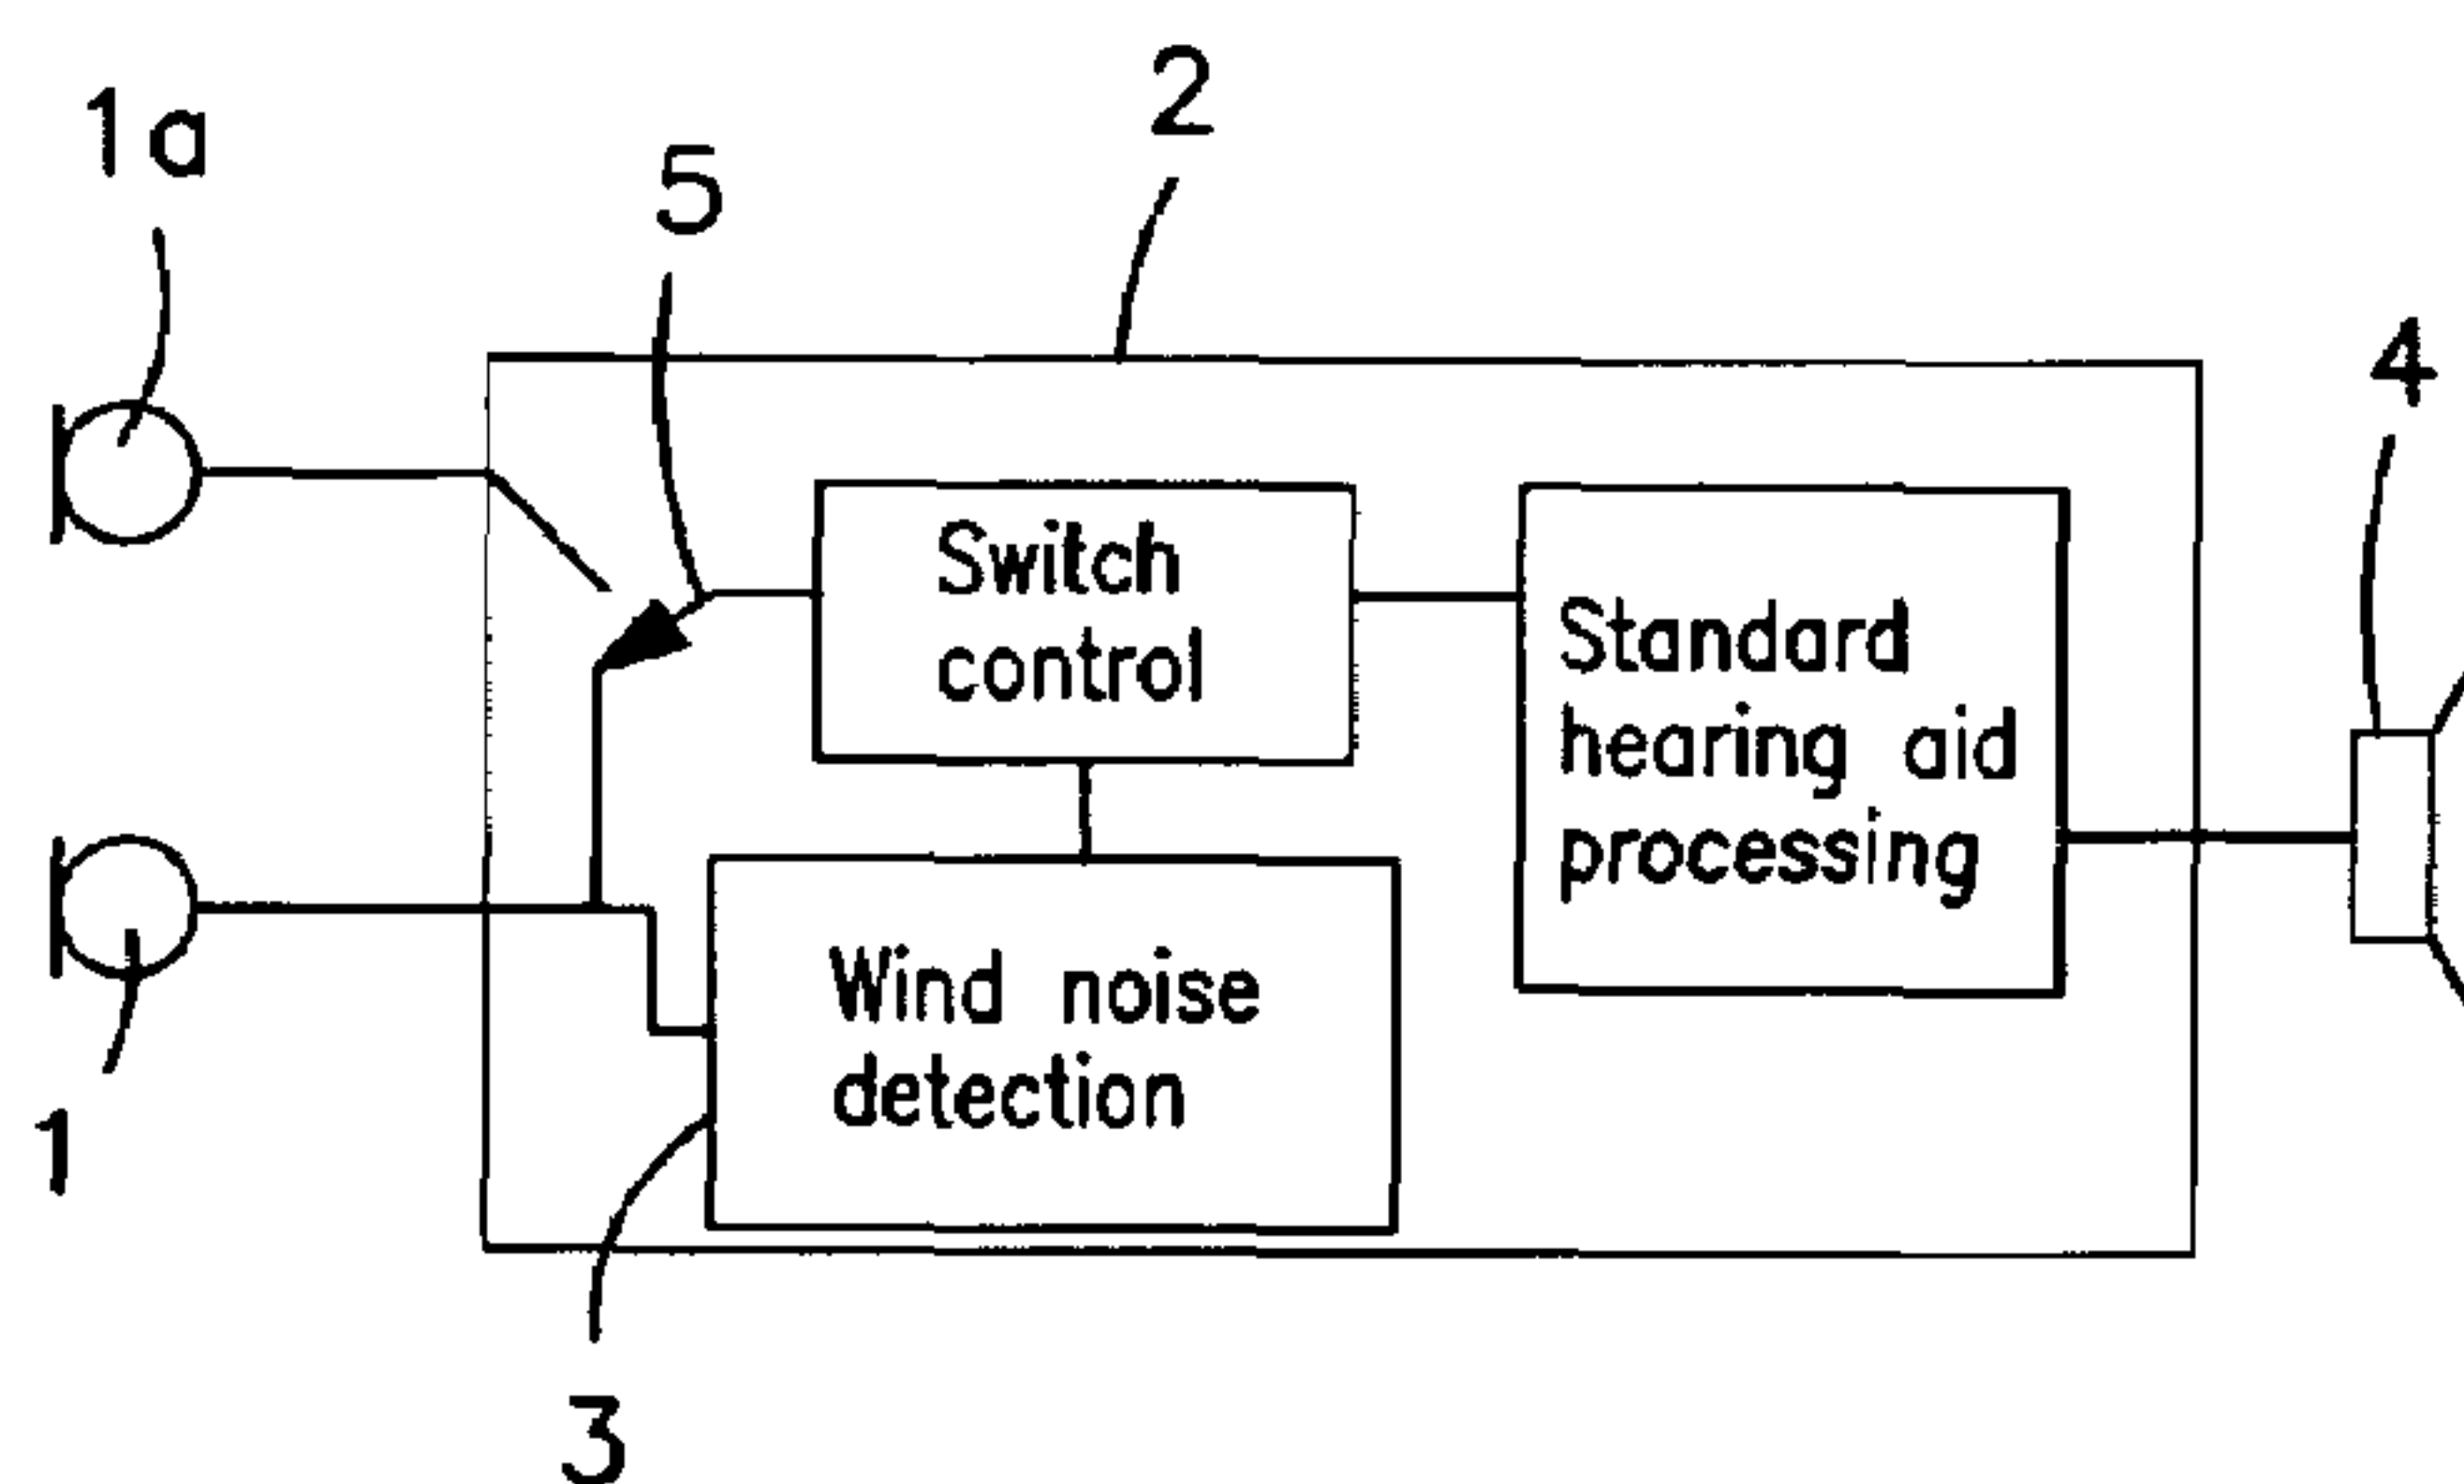 1a
2
5
4
Switch
control
Standard
hearing aid
processing
Wind noise
detection
1
3